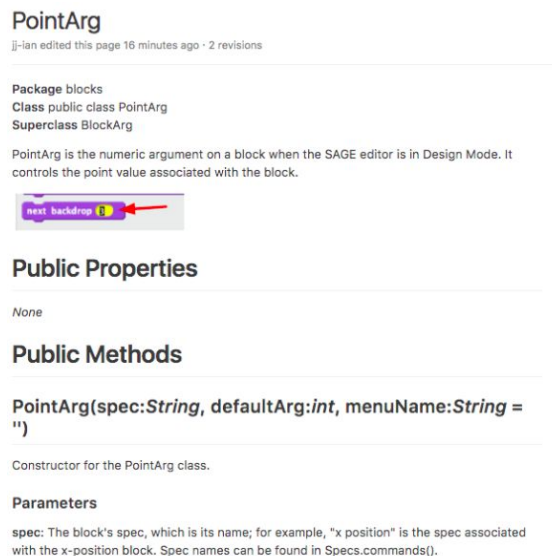 PointArg
jj-ian edited this page 16 minutes ago · 2 revisions
Package blocks
Class public class PointArg
Superclass BlockArg
PointArg is the numeric argument on a block when the SAGE editor is in Design Mode. It
controls the point value associated with the block.
next backdrop
Public Properties
None
Public Methods
PointArg(spec:String, defaultArg:int, menuName:String =
'')
Constructor for the PointArg class.
Parameters
spec: The block's spec, which is its name; for example, "x position" is the spec associated
with the x-position block. Spec names can be found in Specs.commands().